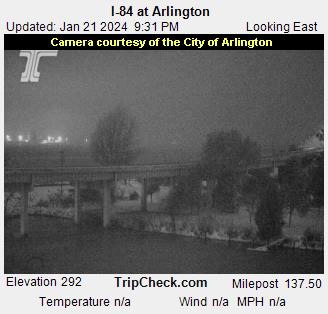 I-84 at Arlington
Updated: Jan 21 2024 9:31 PM Looking East
Camera courtesy of the City of Arlington
Elevation 292 TripCheck.com Milepost 137.50
Temperature n/a Wind n/a MPH n/a